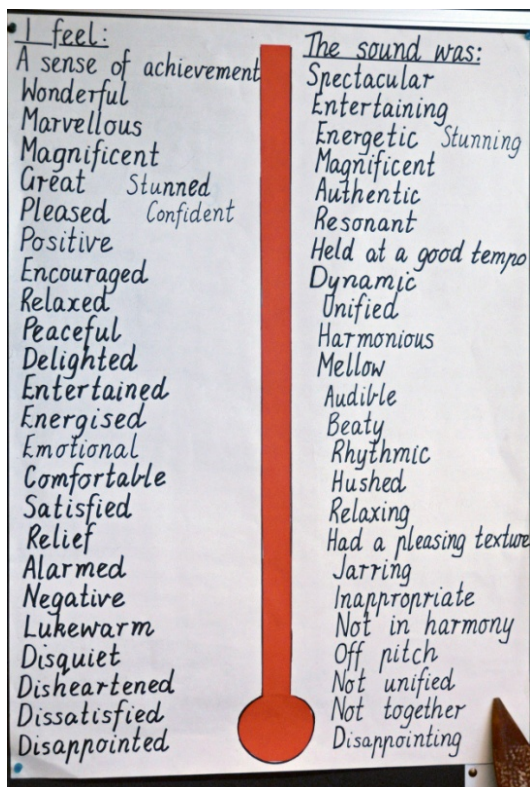 I feel:
A sense of achievement
Wonderful
Marvellous
Magnificent
Great Stunned
Pleased Confident
Positive
Encouraged
Relaxed
Peaceful
Delighted
Entertained
Energised
Emotional
Comfortable
Satisfied
Relief
Alarmed
Negative
Lukewarm
Disquiet
Disheartened
Dissatisfied
Disappointed
The sound was:
Spectacular
Entertaining
Energetic Stunning
Magnificent
Authentic
Resonant
Held at a good tempo
Dynamic
Unified
Harmonious
Mellow
Audible
Beaty
Rhythmic
Hushed
Relaxing
Had a pleasing texture
Jarring
Inappropriate
Not in harmony
Off pitch
Not unified
Not together
Disappointing